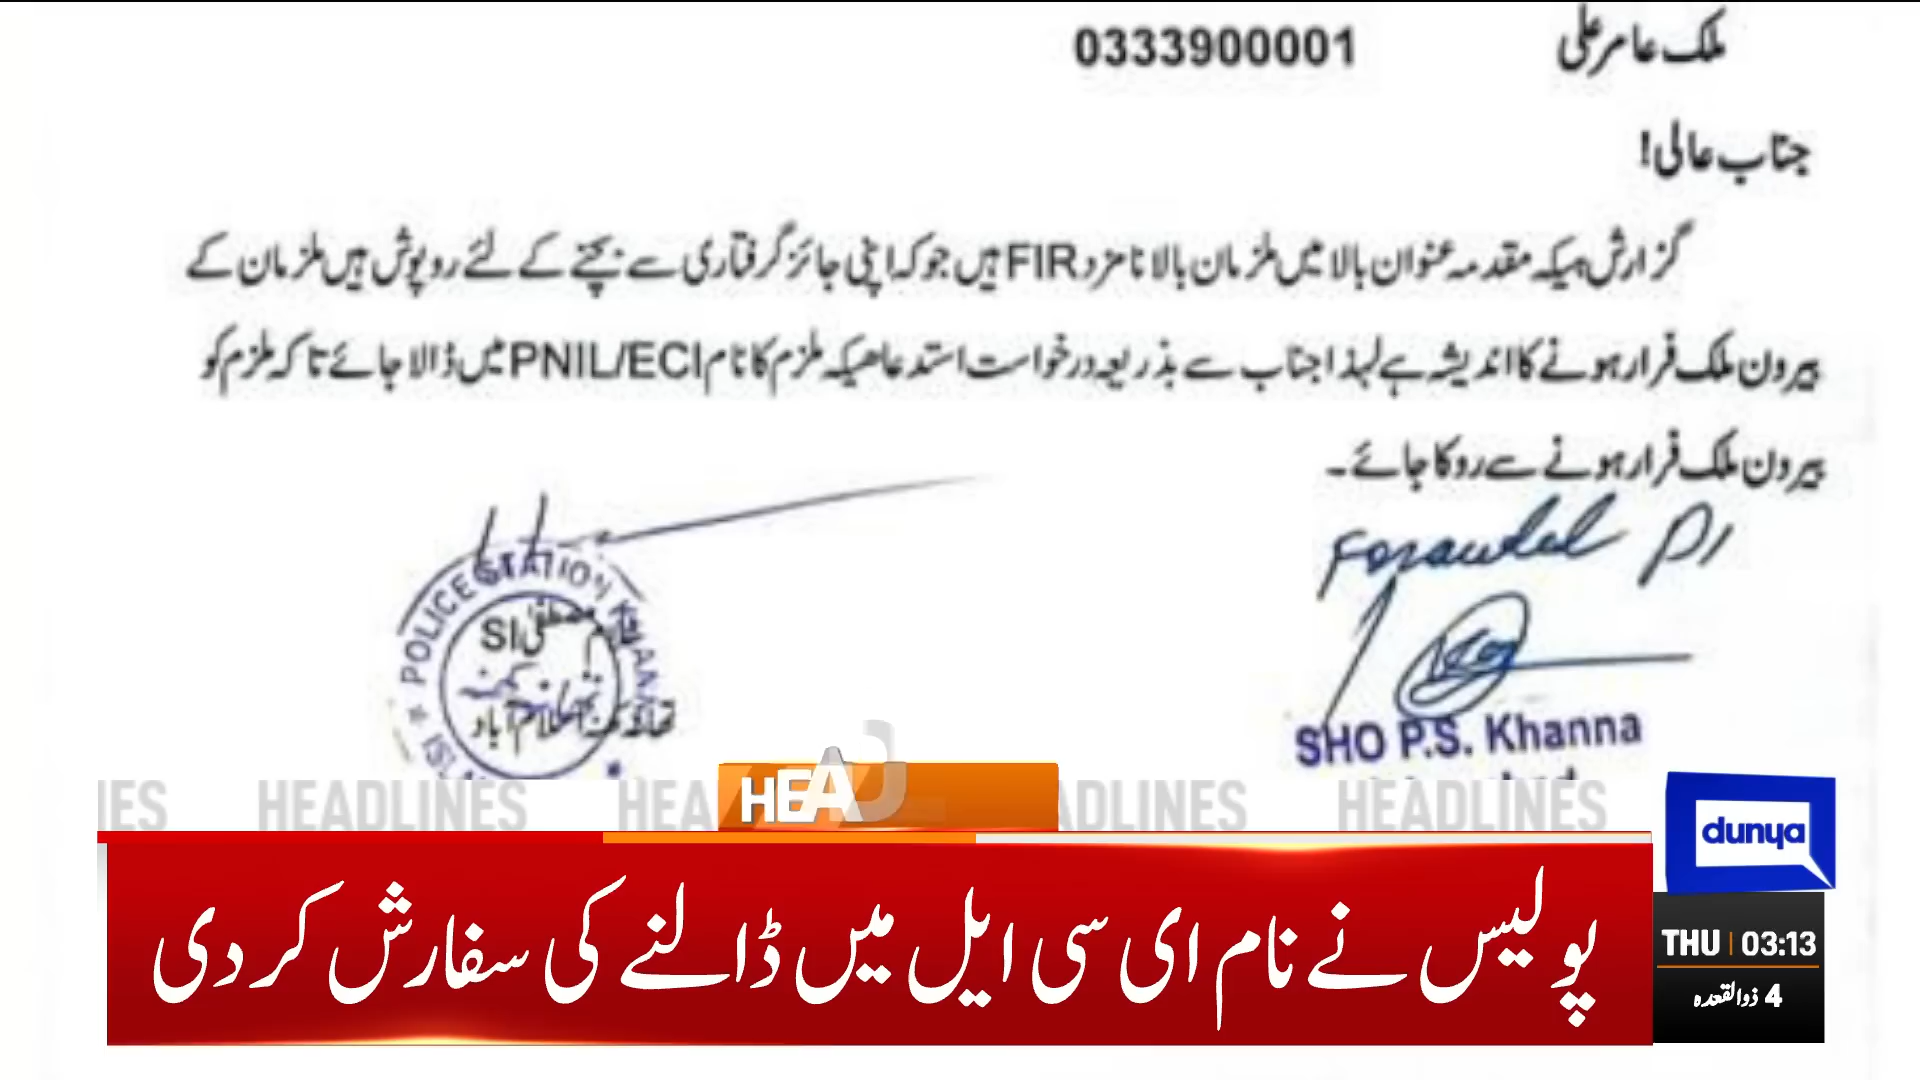 ملک عامر علی 0333900001
جناب عالی!
گزارش ہیکہ مقدمہ عنوان بالا میں ملزمان بالا نامزد FIR ہیں جو کہ اپنی جائز گرفتاری سے بچنے کے لئے روپوش ہیں ملزمان کے
بیرون ملک فرار ہونے کا اندیشہ ہے لہذا جناب سے بذریعہ درخواست استدعا ھیکہ ملزم کا نام PNIL/ECI میں ڈالا جائے تاکہ ملزم کو
بیرون ملک فرار ہونے سے روکا جائے۔
POLICE STATION KHANNA
SI
SHO P.S. Khanna
HEADLINES
HEA
پولیس نے نام ای سی ایل میں ڈالنے کی سفارش کر دی
dunya
THU 03:13
4 ذوالقعدہ